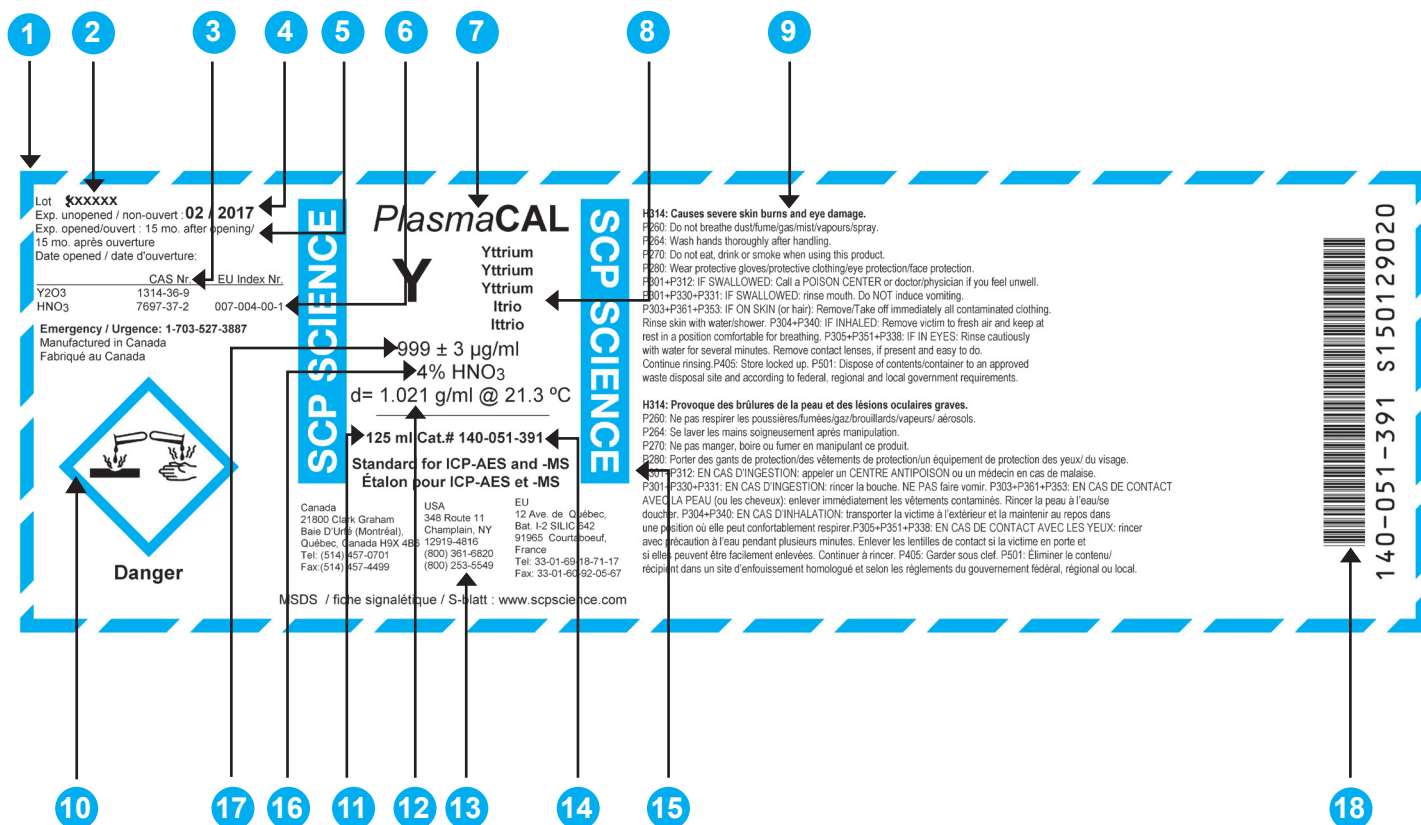 1 2 3 4 5 6 7 8 9
Lot xxxxxx
Exp. unopened / non-ouvert : 02 / 2017
Exp. opened/ouvert : 15 mo. after opening/
15 mo. après ouverture
Date opened / date d'ouverture:
CAS Nr. EU Index Nr.
Y2O3 1314-36-9
HNO3 7697-37-2 007-004-00-1
Emergency / Urgence: 1-703-527-3887
Manufactured in Canada
Fabriqué au Canada
Danger
SCP SCIENCE
PlasmaCAL
Y
Yttrium
Yttrium
Yttrium
Itrio
Ittrio
999 ± 3 µg/ml
4% HNO3
d= 1.021 g/ml @ 21.3 ºC
125 ml Cat.# 140-051-391
Standard for ICP-AES and -MS
Étalon pour ICP-AES et -MS
Canada
21800 Clark Graham
Baie D'Urfé (Montréal),
Québec, Canada H9X 4B6
Tel: (514) 457-0701
Fax:(514) 457-4499
USA
348 Route 11
Champlain, NY
12919-4816
(800) 361-6820
(800) 253-5549
EU
12 Ave. de Québec,
Bat. I-2 SILIC 642
91965 Courtaboeuf,
France
Tel: 33-01-69-18-71-17
Fax: 33-01-60-92-05-67
MSDS / fiche signalétique / S-blatt : www.scpscience.com
SCP SCIENCE
H314: Causes severe skin burns and eye damage.
P260: Do not breathe dust/fume/gas/mist/vapours/spray.
P264: Wash hands thoroughly after handling.
P270: Do not eat, drink or smoke when using this product.
P280: Wear protective gloves/protective clothing/eye protection/face protection.
P301+P312: IF SWALLOWED: Call a POISON CENTER or doctor/physician if you feel unwell.
P301+P330+P331: IF SWALLOWED: rinse mouth. Do NOT induce vomiting.
P303+P361+P353: IF ON SKIN (or hair): Remove/Take off immediately all contaminated clothing.
Rinse skin with water/shower. P304+P340: IF INHALED: Remove victim to fresh air and keep at
rest in a position comfortable for breathing. P305+P351+P338: IF IN EYES: Rinse cautiously
with water for several minutes. Remove contact lenses, if present and easy to do.
Continue rinsing.P405: Store locked up. P501: Dispose of contents/container to an approved
waste disposal site and according to federal, regional and local government requirements.
H314: Provoque des brûlures de la peau et des lésions oculaires graves.
P260: Ne pas respirer les poussières/fumées/gaz/brouillards/vapeurs/ aérosols.
P264: Se laver les mains soigneusement après manipulation.
P270: Ne pas manger, boire ou fumer en manipulant ce produit.
P280: Porter des gants de protection/des vêtements de protection/un équipement de protection des yeux/ du visage.
P301+P312: EN CAS D'INGESTION: appeler un CENTRE ANTIPOISON ou un médecin en cas de malaise.
P301+P330+P331: EN CAS D'INGESTION: rincer la bouche. NE PAS faire vomir. P303+P361+P353: EN CAS DE CONTACT
AVEC LA PEAU (ou les cheveux): enlever immédiatement les vêtements contaminés. Rincer la peau à l'eau/se
doucher. P304+P340: EN CAS D'INHALATION: transporter la victime à l'extérieur et la maintenir au repos dans
une position où elle peut confortablement respirer.P305+P351+P338: EN CAS DE CONTACT AVEC LES YEUX: rincer
avec précaution à l'eau pendant plusieurs minutes. Enlever les lentilles de contact si la victime en porte et
si elles peuvent être facilement enlevées. Continuer à rincer. P405: Garder sous clef. P501: Éliminer le contenu/
récipient dans un site d'enfouissement homologué et selon les règlements du gouvernement fédéral, régional ou local.
140-051-391 S150129020
10 17 16 11 12 13 14 15 18